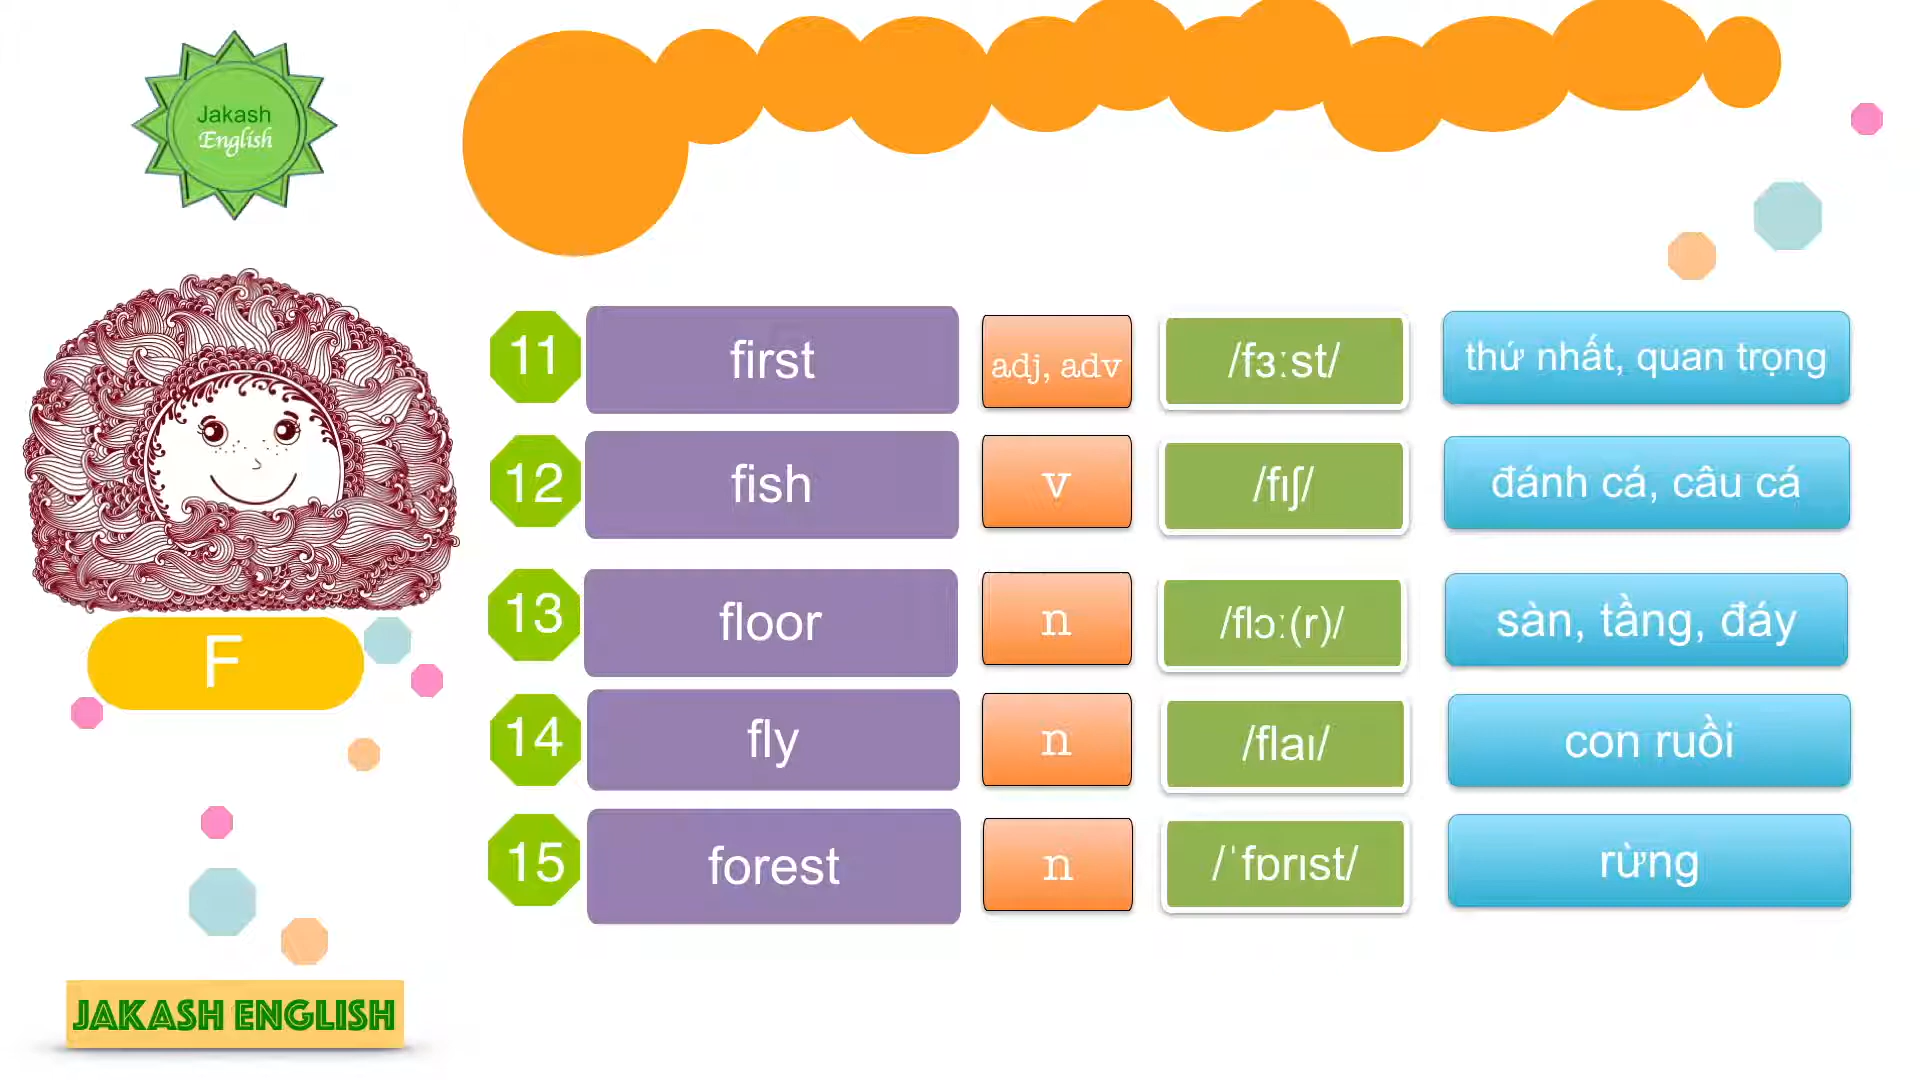 Jakash
English
11 first adj, adv /fɜːst/ thứ nhất, quan trọng
12 fish v /fɪʃ/ đánh cá, câu cá
13 floor n /flɔː(r)/ sàn, tầng, đáy
F
14 fly n /flaɪ/ con ruồi
15 forest n /ˈfɒrɪst/ rừng
JAKASH ENGLISH